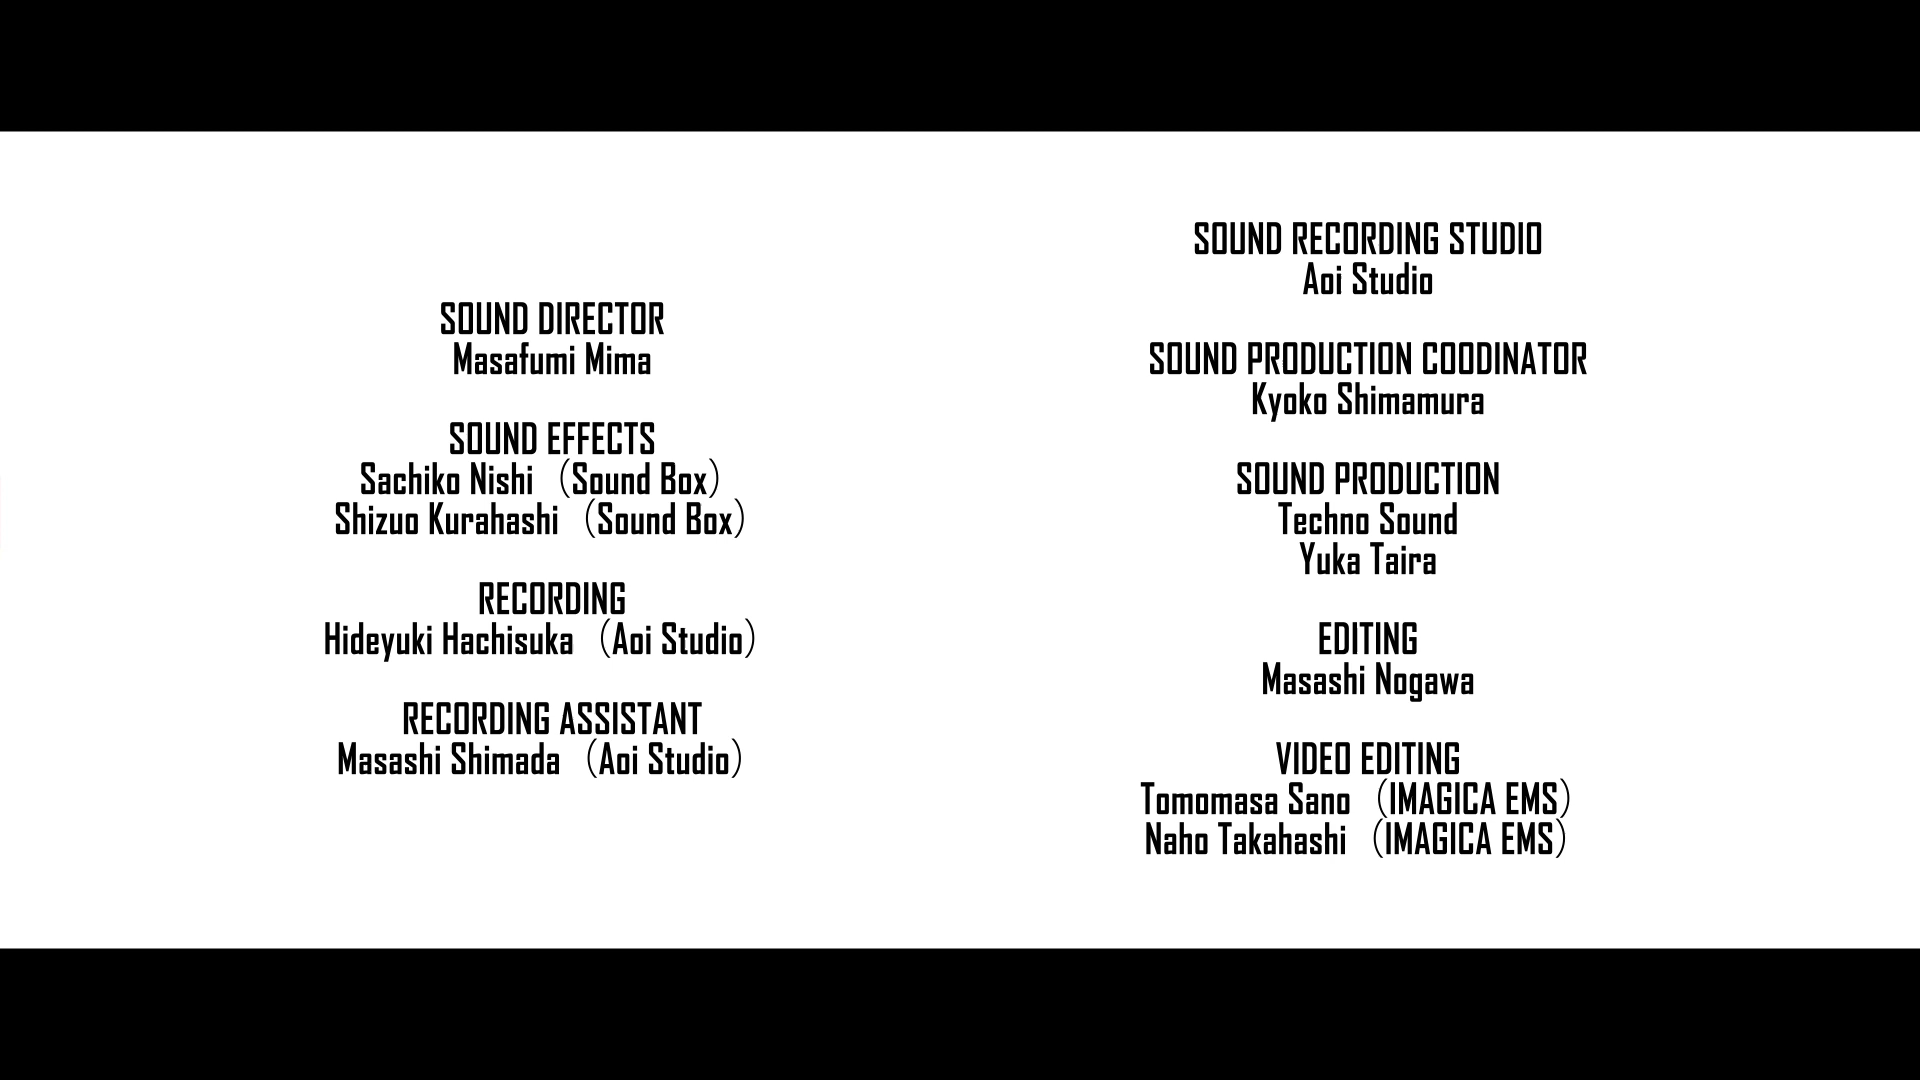 SOUND DIRECTOR
Masafumi Mima
SOUND EFFECTS
Sachiko Nishi （Sound Box）
Shizuo Kurahashi （Sound Box）
RECORDING
Hideyuki Hachisuka （Aoi Studio）
RECORDING ASSISTANT
Masashi Shimada （Aoi Studio）
SOUND RECORDING STUDIO
Aoi Studio
SOUND PRODUCTION COODINATOR
Kyoko Shimamura
SOUND PRODUCTION
Techno Sound
Yuka Taira
EDITING
Masashi Nogawa
VIDEO EDITING
Tomomasa Sano （IMAGICA EMS）
Naho Takahashi （IMAGICA EMS）